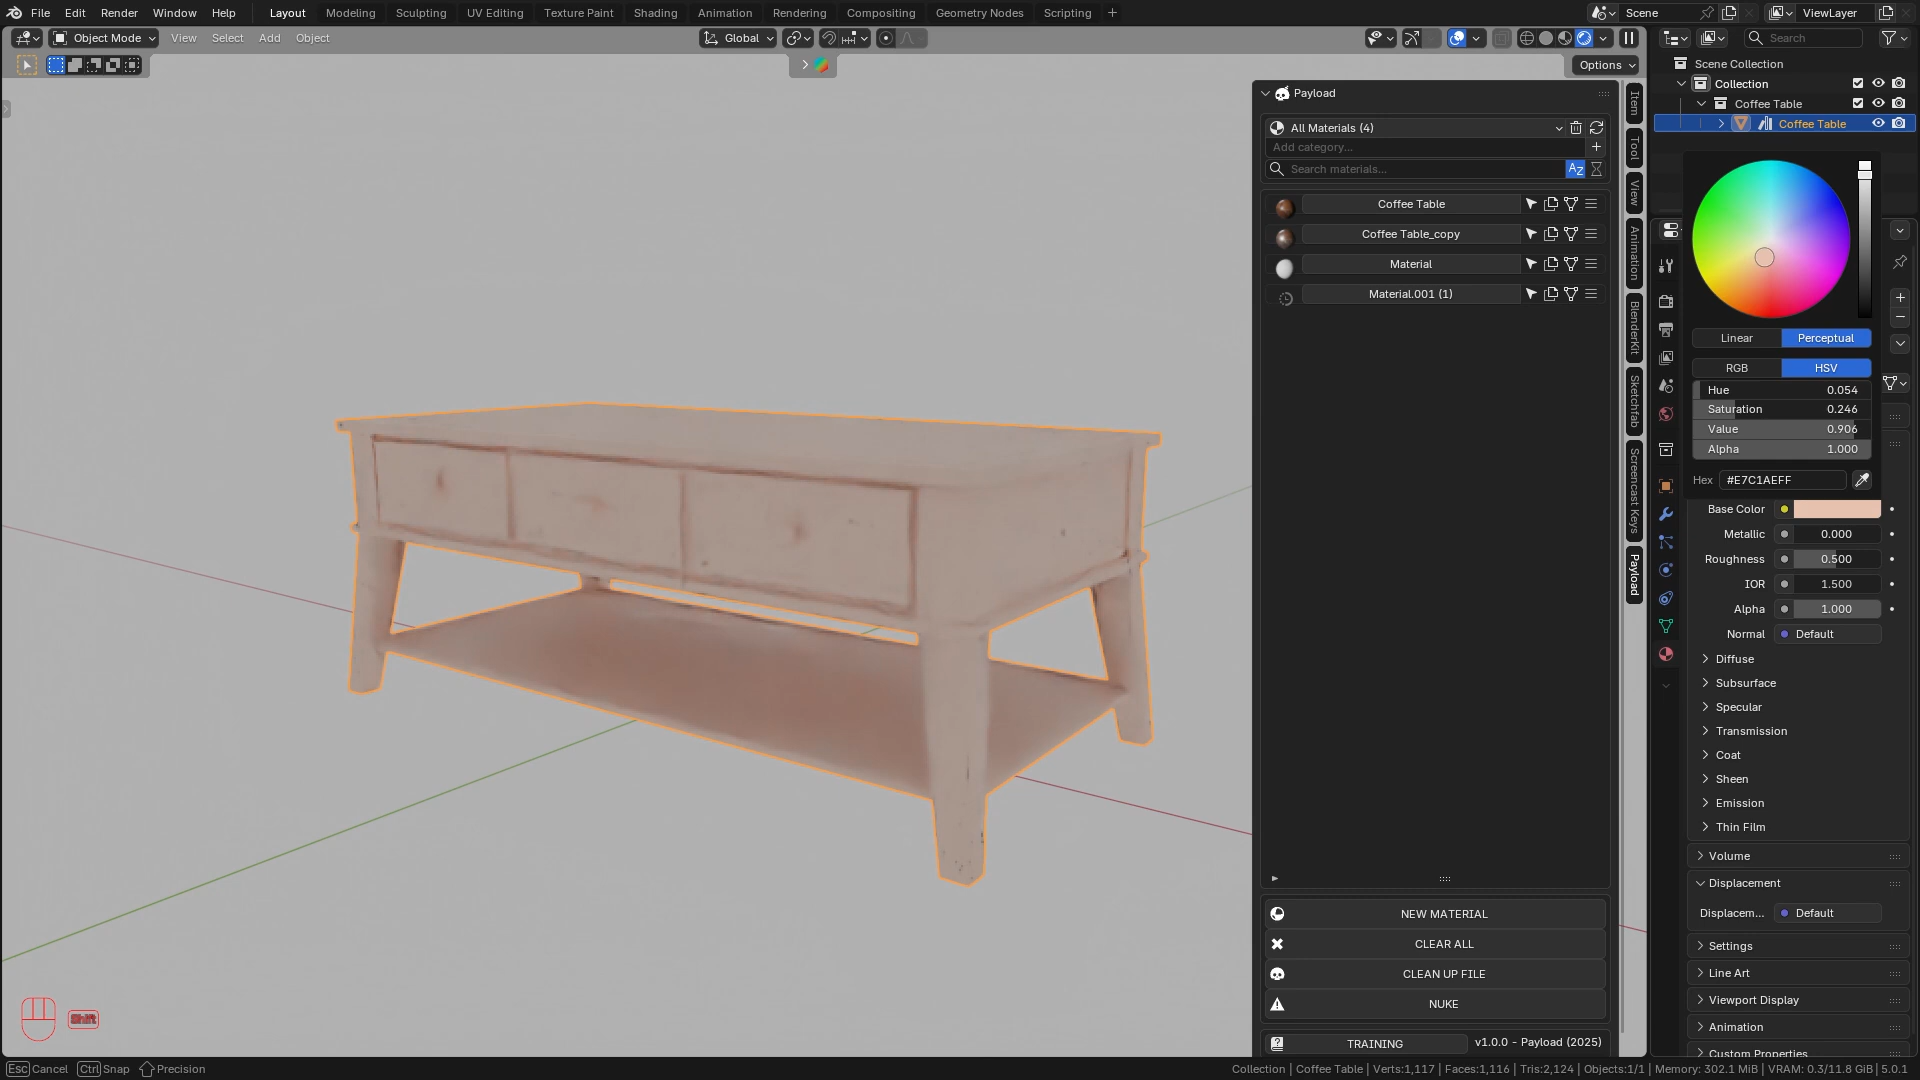 File Edit Render Window Help Layout Modeling Sculpting UV Editing Texture Paint Shading Animation Rendering Compositing Geometry Nodes Scripting + Scene ViewLayer
Object Mode View Select Add Object Global Search
Options
Scene Collection
Collection
Coffee Table
Coffee Table
Payload
All Materials (4)
Add category...
Search materials... AZ
Coffee Table
Coffee Table_copy
Material
Material.001 (1)
Item
Tool
View
Animation
BlenderKit
Sketchfab
Screencast Keys
Payload
Linear Perceptual
RGB HSV
Hue 0.054
Saturation 0.246
Value 0.906
Alpha 1.000
Hex #E7C1AEFF
Base Color
Metallic 0.000
Roughness 0.500
IOR 1.500
Alpha 1.000
Normal Default
Diffuse
Subsurface
Specular
Transmission
Coat
Sheen
Emission
Thin Film
Volume
Displacement
Displacem... Default
Settings
Line Art
Viewport Display
Animation
Custom Properties
NEW MATERIAL
CLEAR ALL
CLEAN UP FILE
NUKE
TRAINING v1.0.0 - Payload (2025)
Shift
Esc Cancel Ctrl Snap Precision Collection | Coffee Table | Verts:1,117 | Faces:1,116 | Tris:2,124 | Objects:1/1 | Memory: 302.1 MiB | VRAM: 0.3/11.8 GiB | 5.0.1